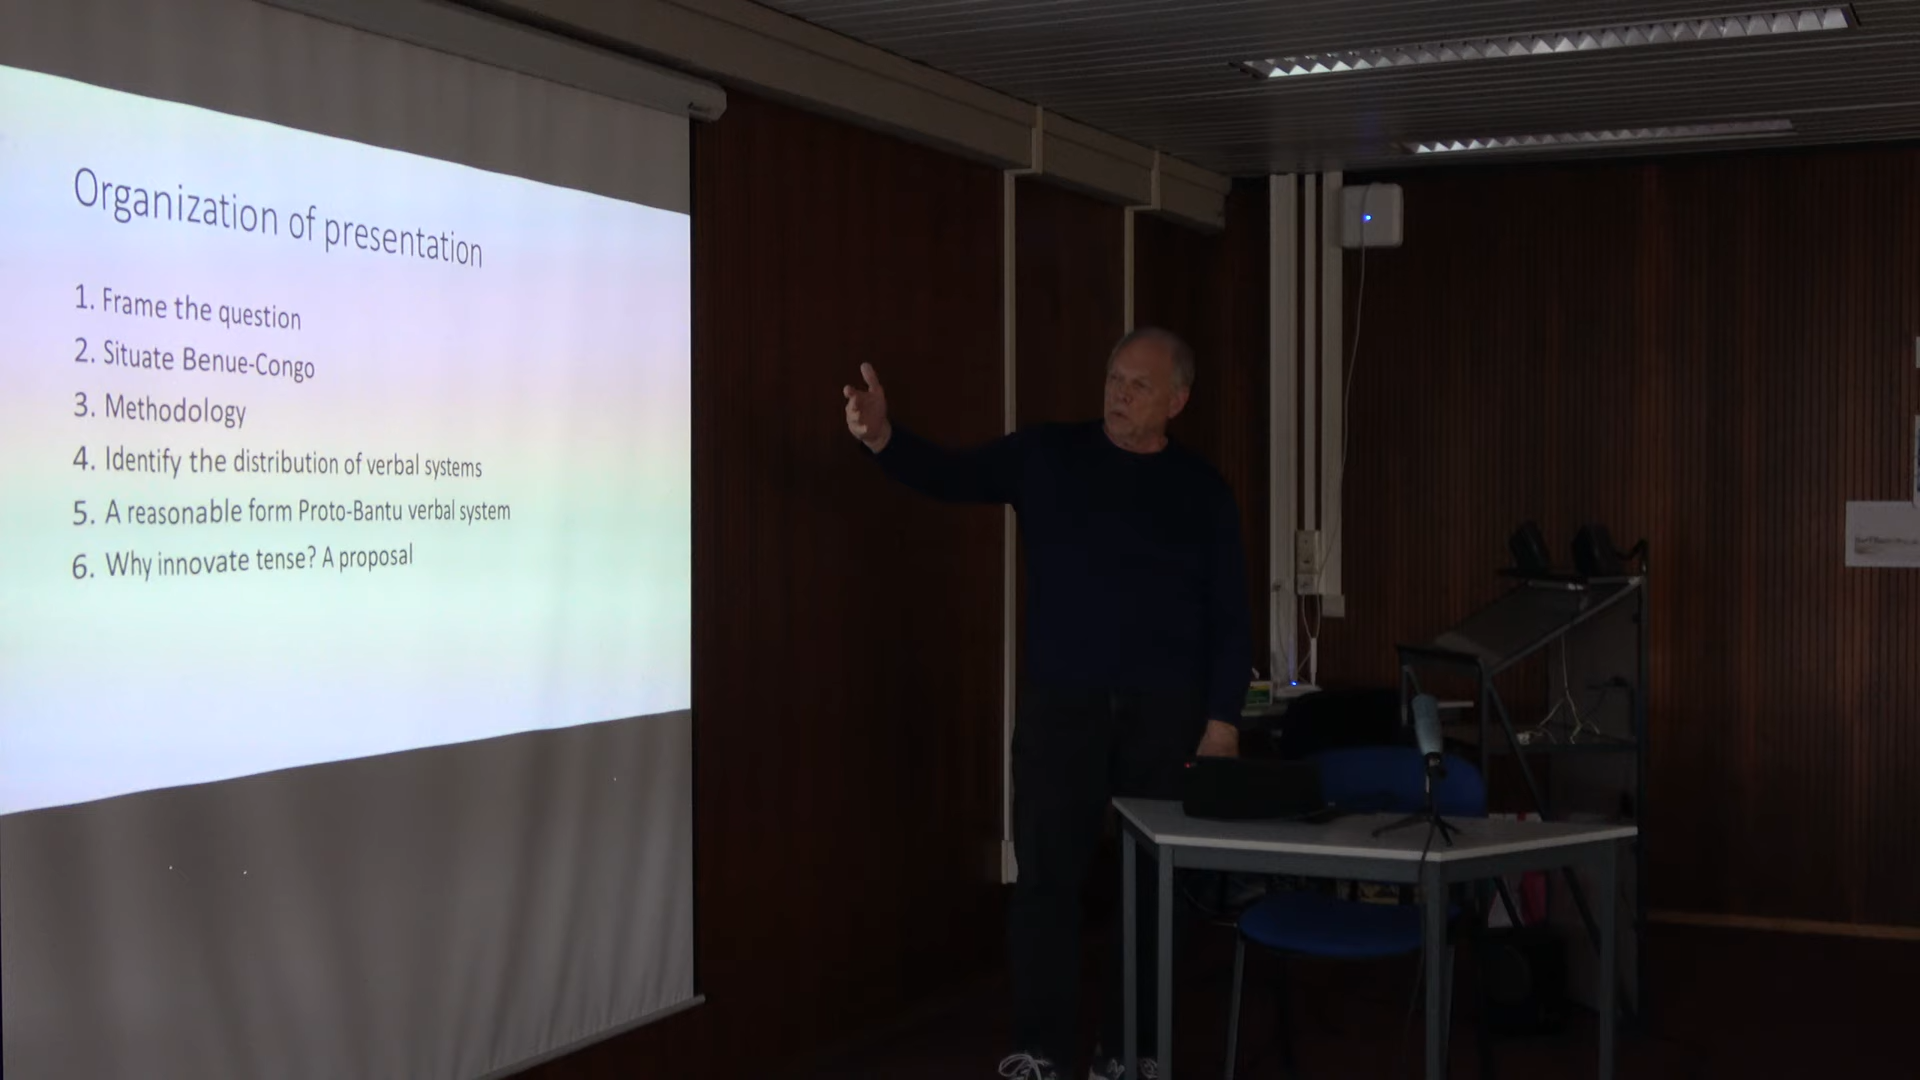 Organization of presentation
1. Frame the question
2. Situate Benue-Congo
3. Methodology
4. Identify the distribution of verbal systems
5. A reasonable form Proto-Bantu verbal system
6. Why innovate tense? A proposal